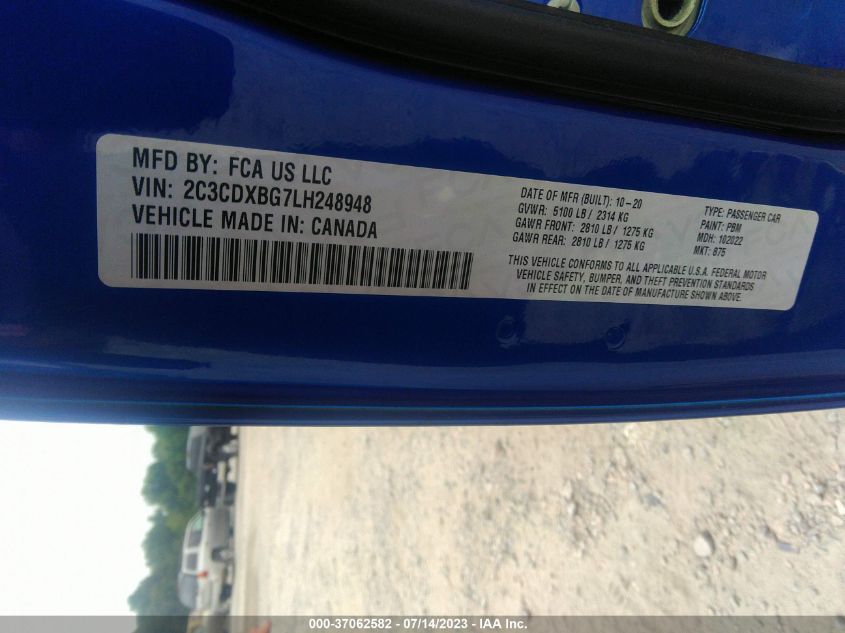 MFD BY: FCA US LLC
VIN: 2C3CDXBG7LH248948
VEHICLE MADE IN: CANADA
DATE OF MFR (BUILT): 10-20
GVWR: 5100 LB / 2314 KG
GAWR FRONT: 2810 LB / 1275 KG
GAWR REAR: 2810 LB / 1275 KG
TYPE: PASSENGER CAR
PAINT: PBM
MDH: 102022
MKT: 875
THIS VEHICLE CONFORMS TO ALL APPLICABLE U.S.A. FEDERAL MOTOR
VEHICLE SAFETY, BUMPER, AND THEFT PREVENTION STANDARDS
IN EFFECT ON THE DATE OF MANUFACTURE SHOWN ABOVE.
000-37062582 / 07/14/2023 - IAA Inc.